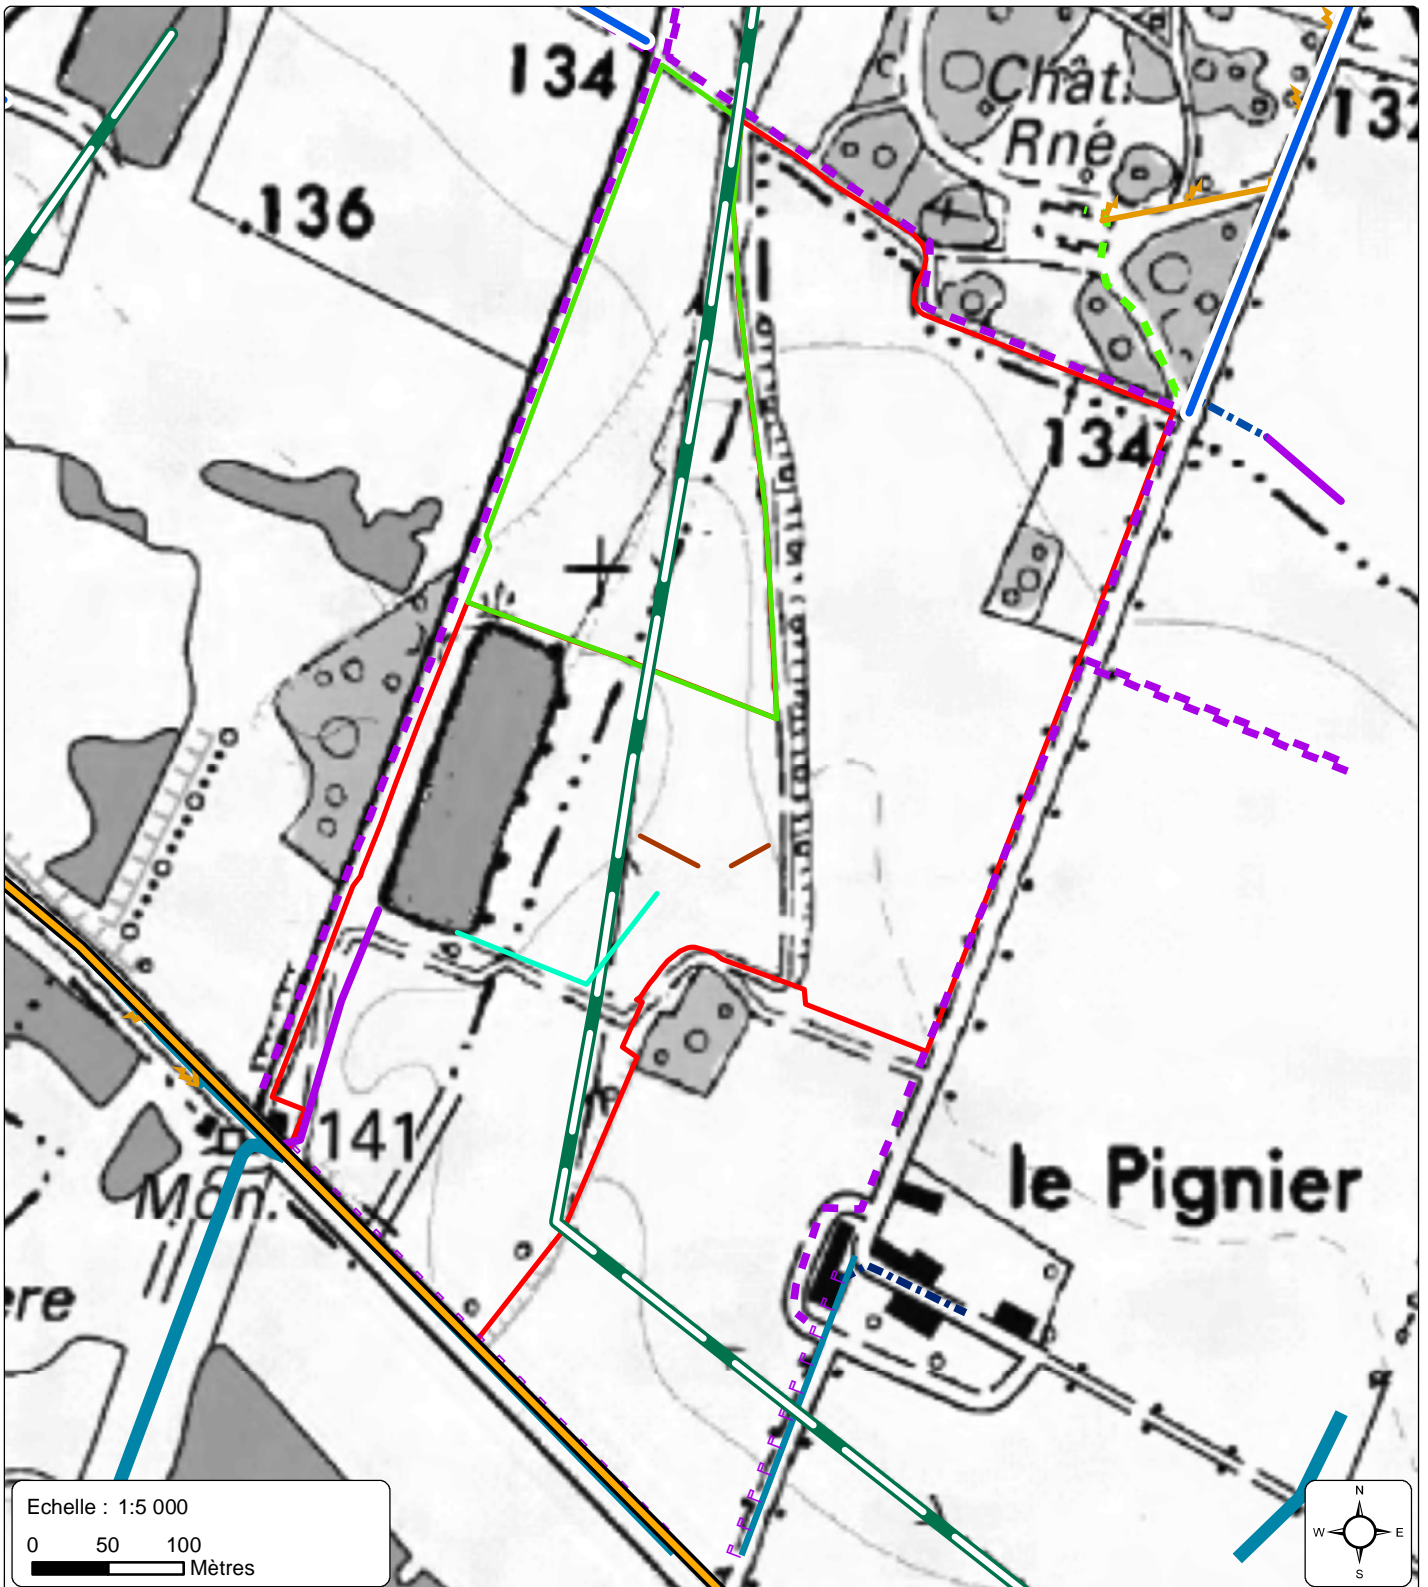 134
Chât.
Rné
132
136
134
141
Mon.
le Pignier
ere
Echelle : 1:5 000
0 50 100
Mètres
N
W E
S